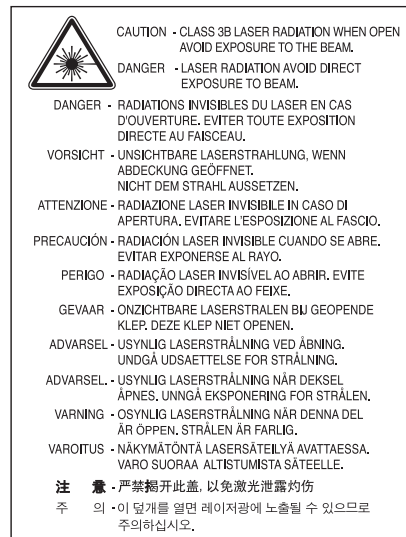 CAUTION - CLASS 3B LASER RADIATION WHEN OPEN
AVOID EXPOSURE TO THE BEAM.
DANGER - LASER RADIATION AVOID DIRECT
EXPOSURE TO BEAM.
DANGER - RADIATIONS INVISIBLES DU LASER EN CAS
D'OUVERTURE. EVITER TOUTE EXPOSITION
DIRECTE AU FAISCEAU.
VORSICHT - UNSICHTBARE LASERSTRAHLUNG, WENN
ABDECKUNG GEÖFFNET.
NICHT DEM STRAHL AUSSETZEN.
ATTENZIONE - RADIAZIONE LASER INVISIBILE IN CASO DI
APERTURA. EVITARE L'ESPOSIZIONE AL FASCIO.
PRECAUCIÓN - RADIACIÓN LASER INVISIBLE CUANDO SE ABRE.
EVITAR EXPONERSE AL RAYO.
PERIGO - RADIAÇÃO LASER INVISÍVEL AO ABRIR. EVITE
EXPOSIÇÃO DIRECTA AO FEIXE.
GEVAAR - ONZICHTBARE LASERSTRALEN BIJ GEOPENDE
KLEP. DEZE KLEP NIET OPENEN.
ADVARSEL - USYNLIG LASERSTRÅLNING VED ÅBNING.
UNDGÅ UDSAETTELSE FOR STRÅLNING.
ADVARSEL. - USYNLIG LASERSTRÅLNING NÅR DEKSEL
ÅPNES. UNNGÅ EKSPONERING FOR STRÅLEN.
VARNING - OSYNLIG LASERSTRÅLNING NÄR DENNA DEL
ÄR ÖPPEN. STRÅLEN ÄR FARLIG.
VAROITUS - NÄKYMÄTÖNTÄ LASERSÄTEILYÄ AVATTAESSA.
VARO SUORAA ALTISTUMISTA SÄTEELLE.
注 意 - 严禁揭开此盖, 以免激光泄露灼伤
주 의 - 이 덮개를 열면 레이저광에 노출될 수 있으므로
주의하십시오.